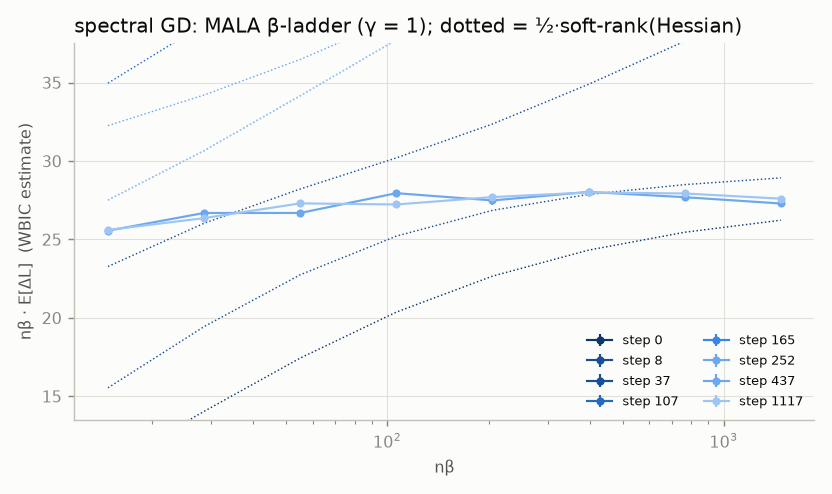 spectral GD: MALA β-ladder (γ = 1); dotted = ½·soft-rank(Hessian)
nβ · E[ΔL] (WBIC estimate)
35
30
25
20
15
step 0
step 8
step 37
step 107
step 165
step 252
step 437
step 1117
10²
10³
nβ